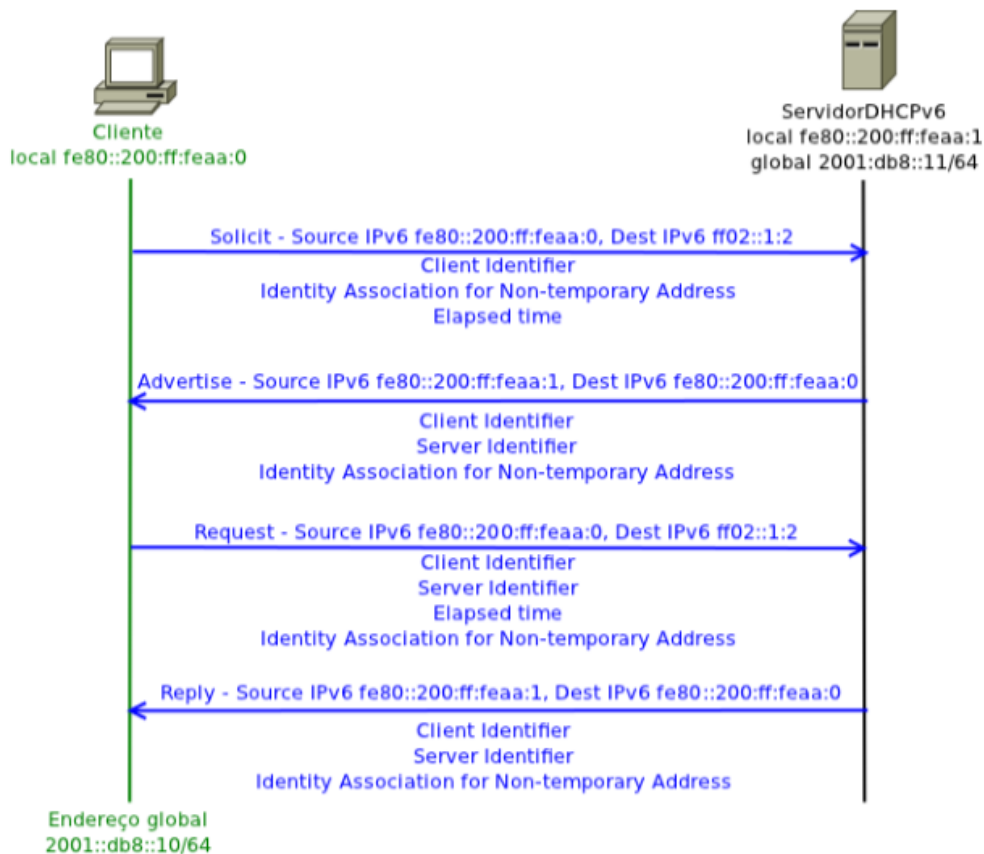 Cliente
local fe80::200:ff:feaa:0
ServidorDHCPv6
local fe80::200:ff:feaa:1
global 2001:db8::11/64
Solicit - Source IPv6 fe80::200:ff:feaa:0, Dest IPv6 ff02::1:2
Client Identifier
Identity Association for Non-temporary Address
Elapsed time
Advertise - Source IPv6 fe80::200:ff:feaa:1, Dest IPv6 fe80::200:ff:feaa:0
Client Identifier
Server Identifier
Identity Association for Non-temporary Address
Request - Source IPv6 fe80::200:ff:feaa:0, Dest IPv6 ff02::1:2
Client Identifier
Server Identifier
Elapsed time
Identity Association for Non-temporary Address
Reply - Source IPv6 fe80::200:ff:feaa:1, Dest IPv6 fe80::200:ff:feaa:0
Client Identifier
Server Identifier
Identity Association for Non-temporary Address
Endereço global
2001::db8::10/64